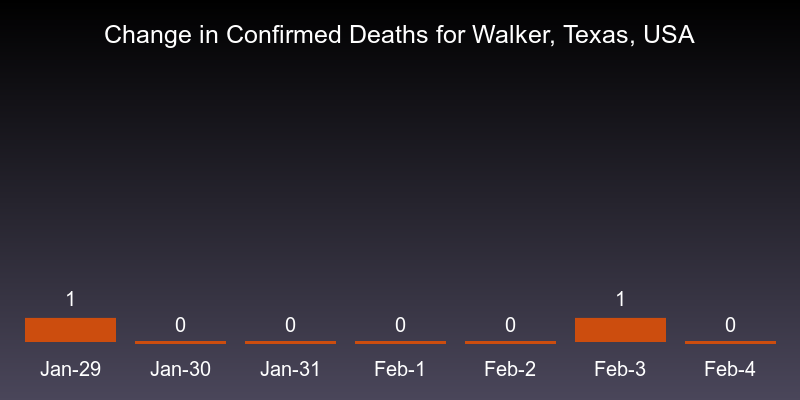 Change in Confirmed Deaths for Walker, Texas, USA
1 0 0 0 0 1 0
Jan-29 Jan-30 Jan-31 Feb-1 Feb-2 Feb-3 Feb-4